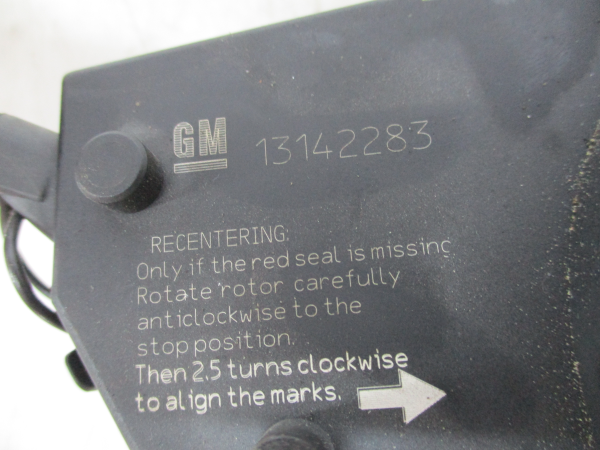 GM 13142283
RECENTERING:
Only if the red seal is missing
Rotate rotor carefully
anticlockwise to the
stop position.
Then 2.5 turns clockwise
to align the marks.